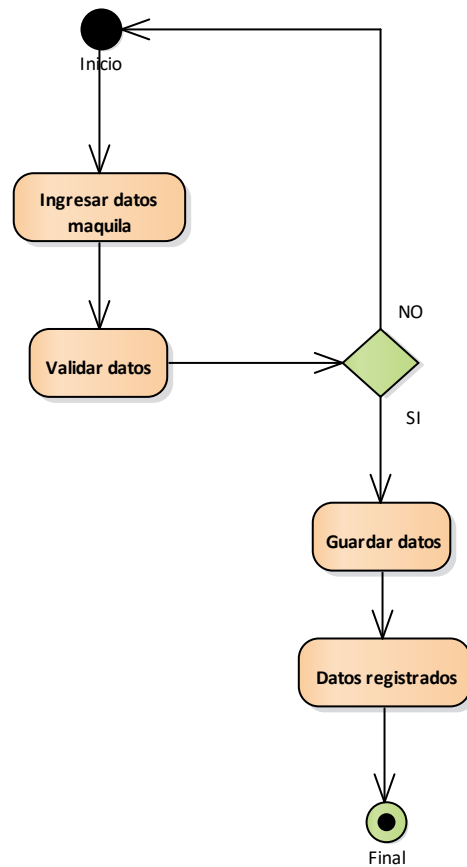 Inicio
Ingresar datos
maquila
NO
Validar datos
SI
Guardar datos
Datos registrados
Final